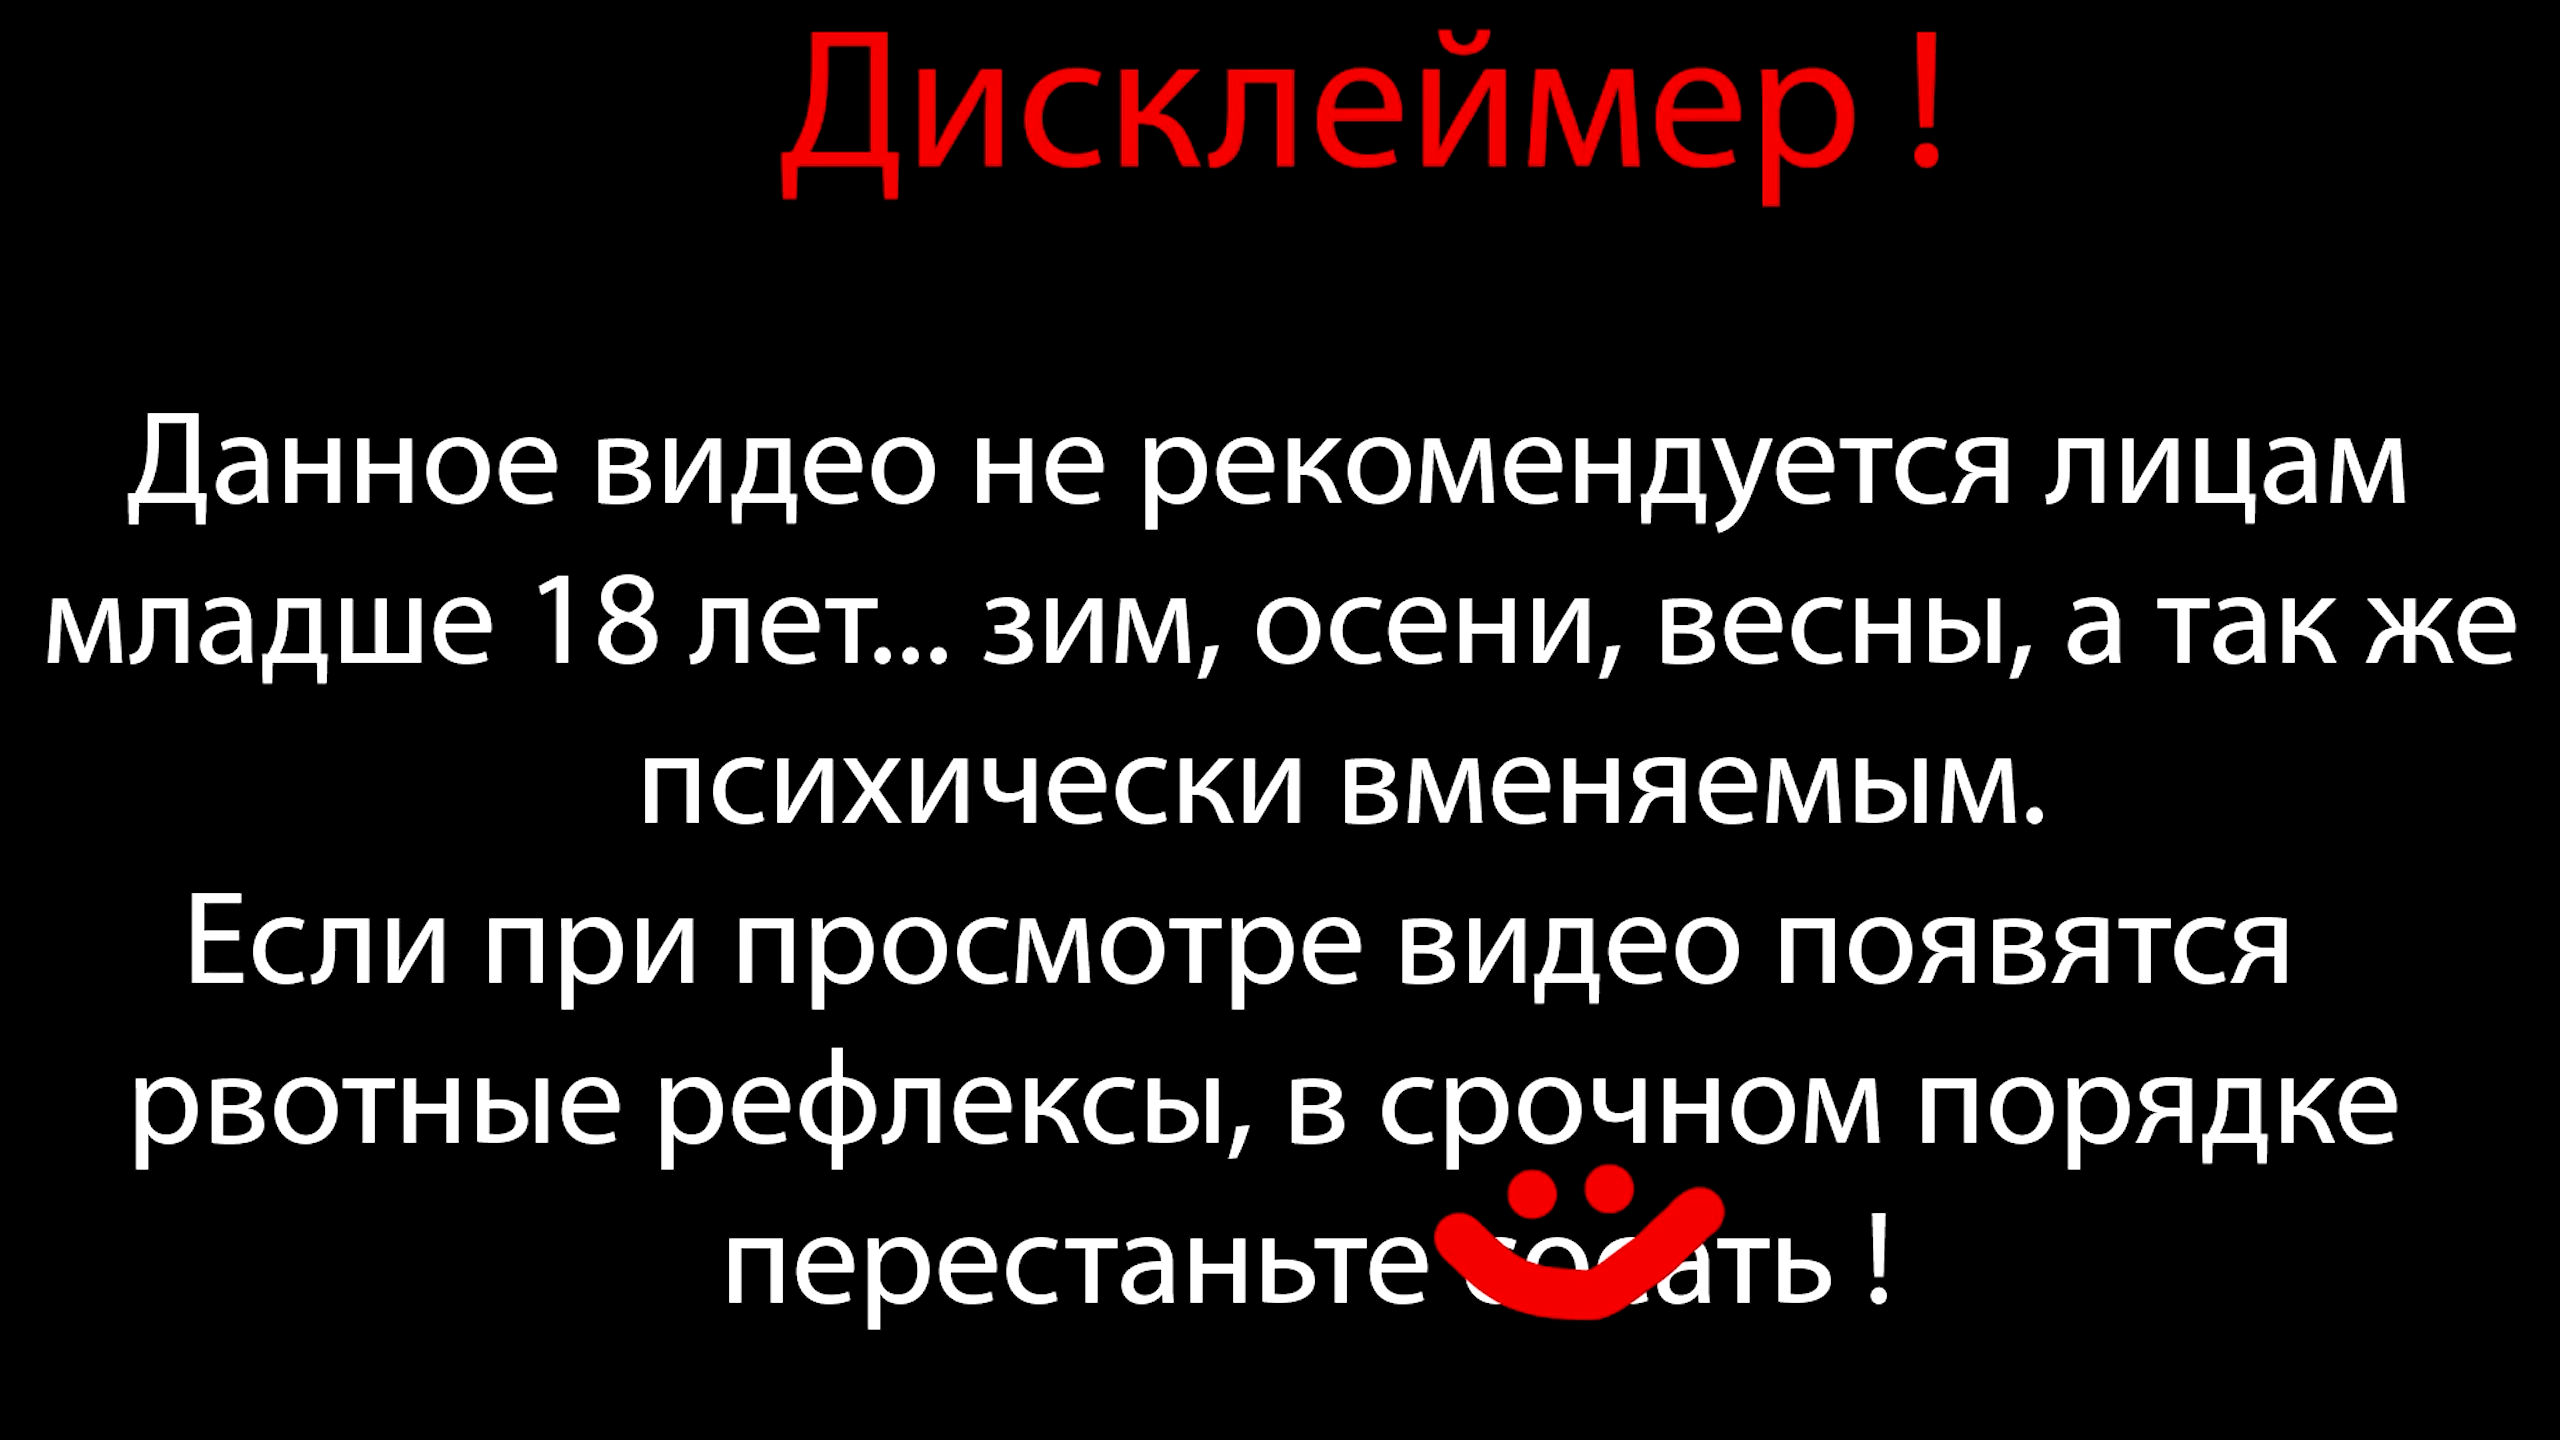 Дисклеймер !
Данное видео не рекомендуется лицам
младше 18 лет... зим, осени, весны, а так же
психически вменяемым.
Если при просмотре видео появятся
рвотные рефлексы, в срочном порядке
перестаньте сосать !